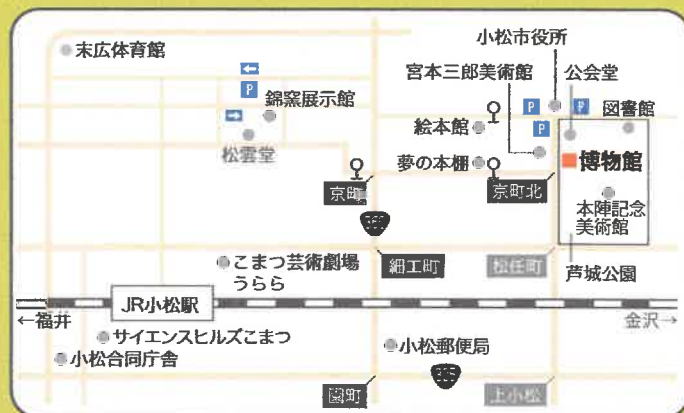 小松市役所
末広体育館
宮本三郎美術館
公会堂
P
錦窯展示館
P
P
図書館
絵本館
P
松雲堂
夢の本棚
博物館
京町
京町北
本陣記念
美術館
こまつ芸術劇場
うらら
細工町
松任町
芦城公園
JR小松駅
←福井
金沢→
サイエンスヒルズこまつ
小松合同庁舎
小松郵便局
園町
上小松